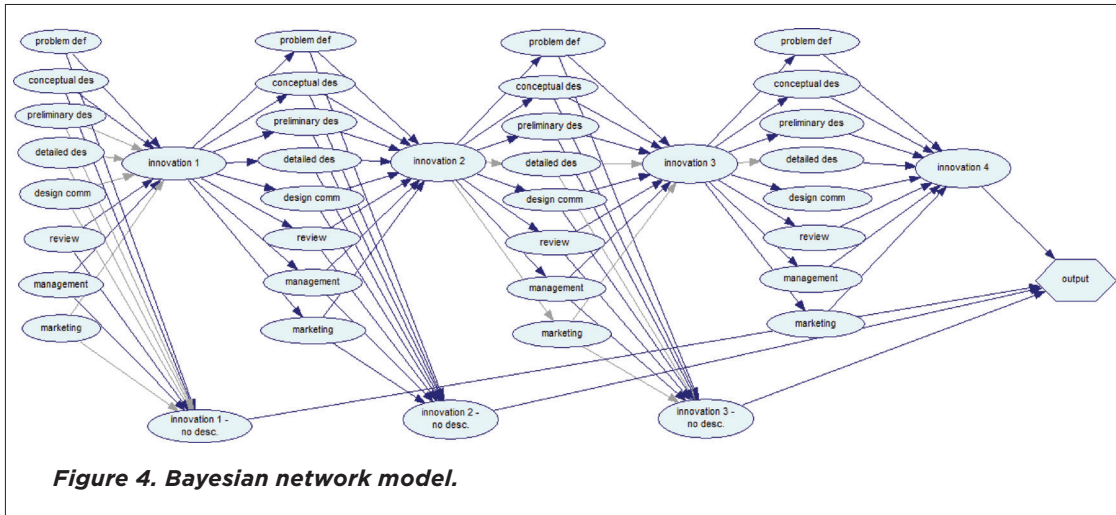 problem def
conceptual des
preliminary des
detailed des
design comm
review
management
marketing
innovation 1
innovation 1 -
no desc.
problem def
conceptual des
preliminary des
detailed des
design comm
review
management
marketing
innovation 2
innovation 2 -
no desc.
problem def
conceptual des
preliminary des
detailed des
design comm
review
management
marketing
innovation 3
innovation 3 -
no desc.
problem def
conceptual des
preliminary des
detailed des
design comm
review
management
marketing
innovation 4
output
Figure 4. Bayesian network model.